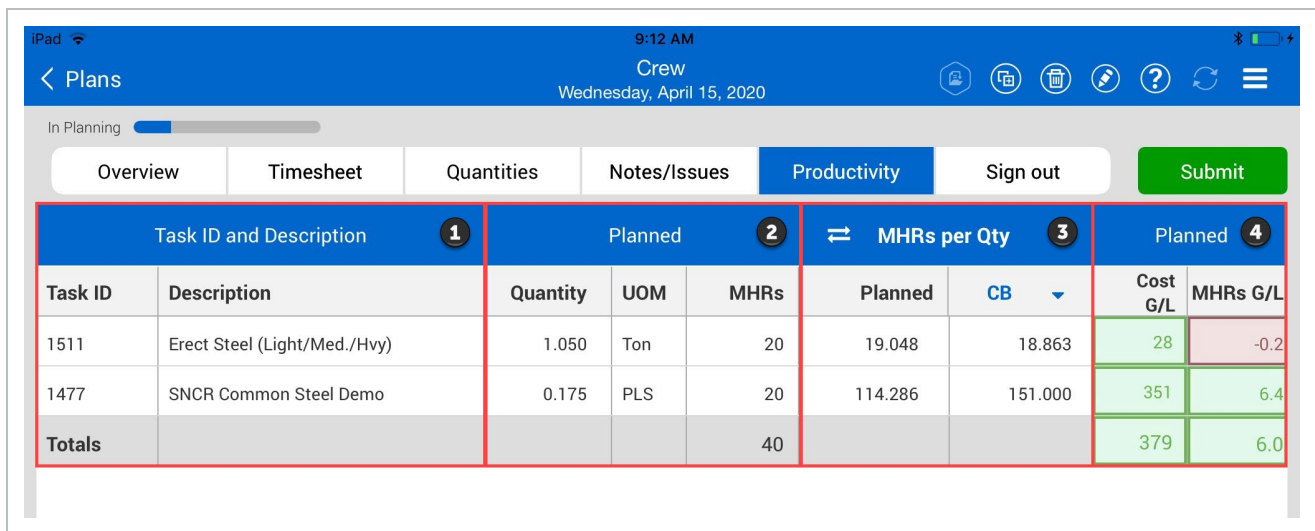 iPad 9:12 AM
< Plans Crew
Wednesday, April 15, 2020
In Planning
Overview Timesheet Quantities Notes/Issues Productivity Sign out Submit
Task ID and Description 1 Planned 2 MHRs per Qty 3 Planned 4
Task ID Description Quantity UOM MHRs Planned CB Cost G/L MHRs G/L
1511 Erect Steel (Light/Med./Hvy) 1.050 Ton 20 19.048 18.863 28 -0.2
1477 SNCR Common Steel Demo 0.175 PLS 20 114.286 151.000 351 6.4
Totals 40 379 6.0